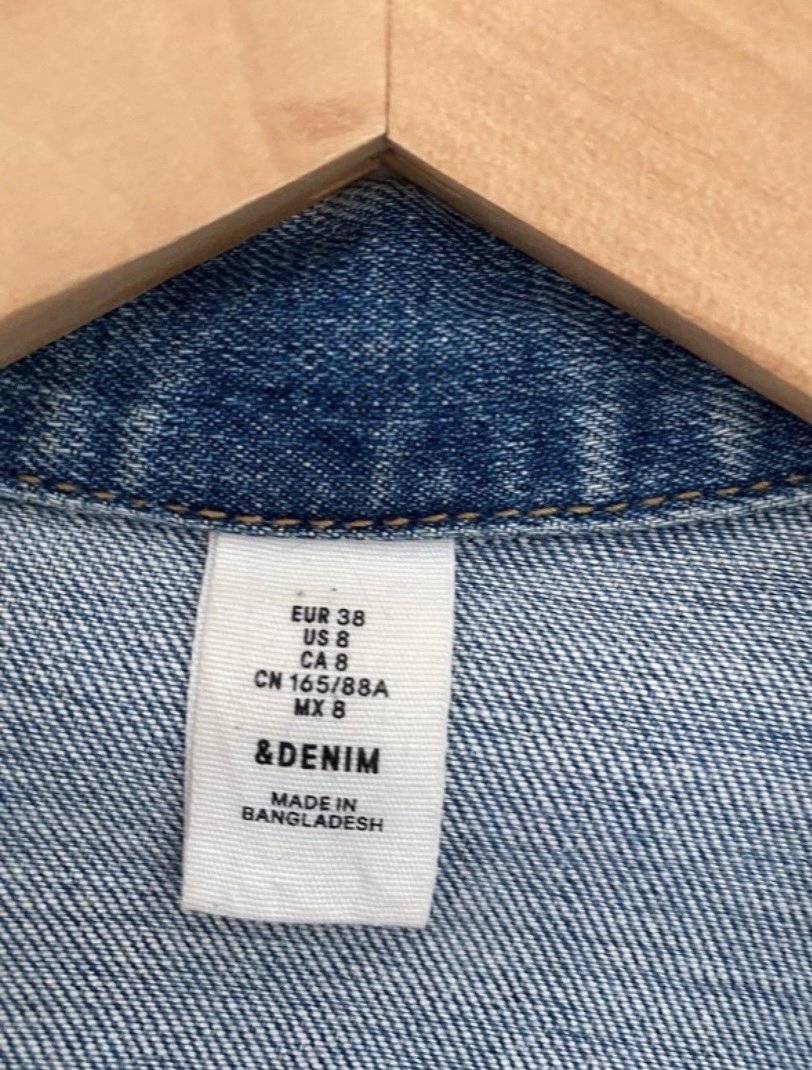 EUR 38
US 8
CA 8
CN 165/88A
MX 8
&DENIM
MADE IN
BANGLADESH